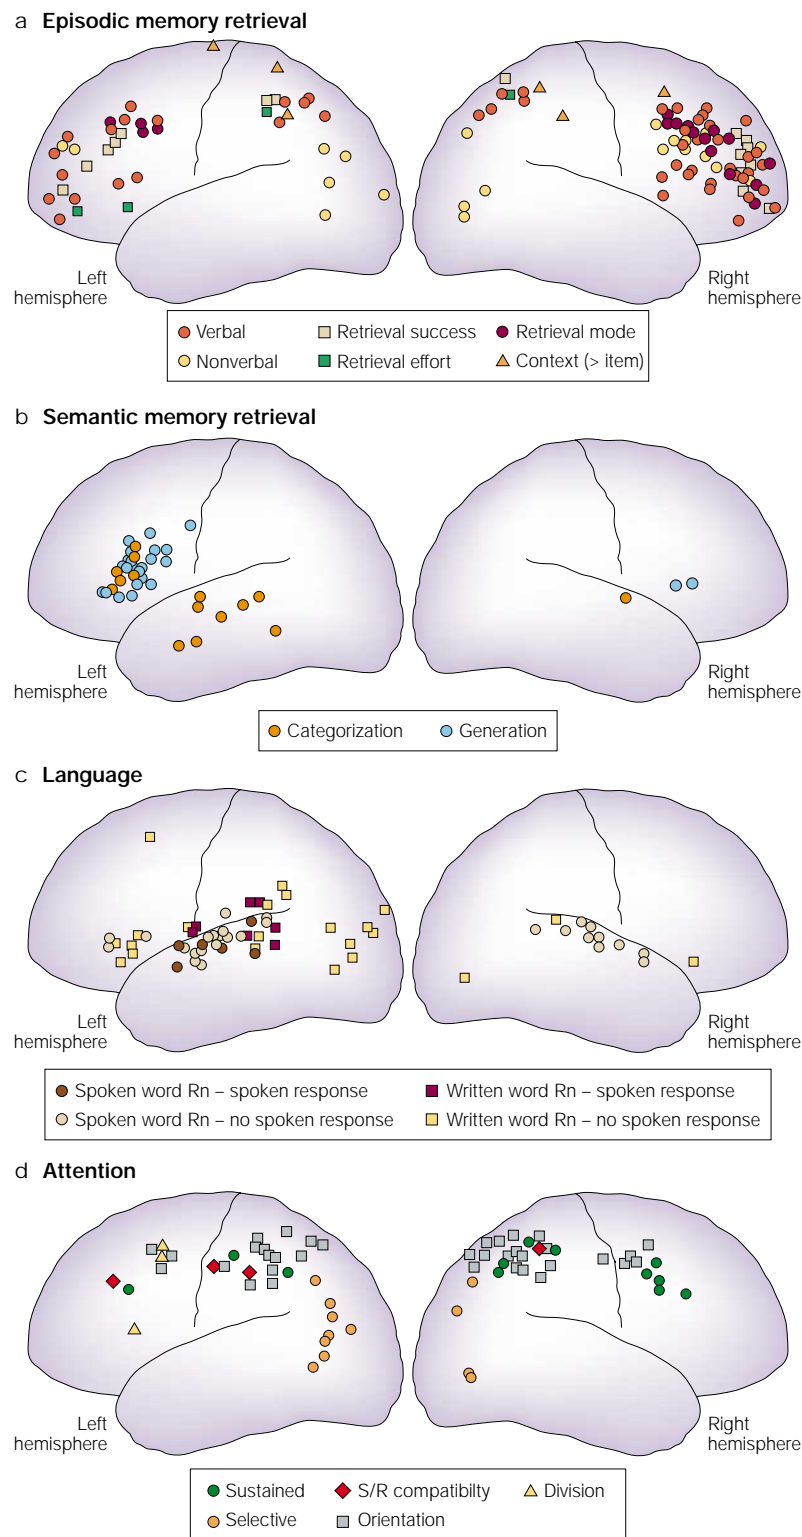 a Episodic memory retrieval
Left
hemisphere
Right
hemisphere
Verbal Retrieval success Retrieval mode
Nonverbal Retrieval effort Context (> item)
b Semantic memory retrieval
Left
hemisphere
Right
hemisphere
Categorization Generation
c Language
Left
hemisphere
Right
hemisphere
Spoken word Rn – spoken response Written word Rn – spoken response
Spoken word Rn – no spoken response Written word Rn – no spoken response
d Attention
Left
hemisphere
Right
hemisphere
Sustained S/R compatibilty Division
Selective Orientation